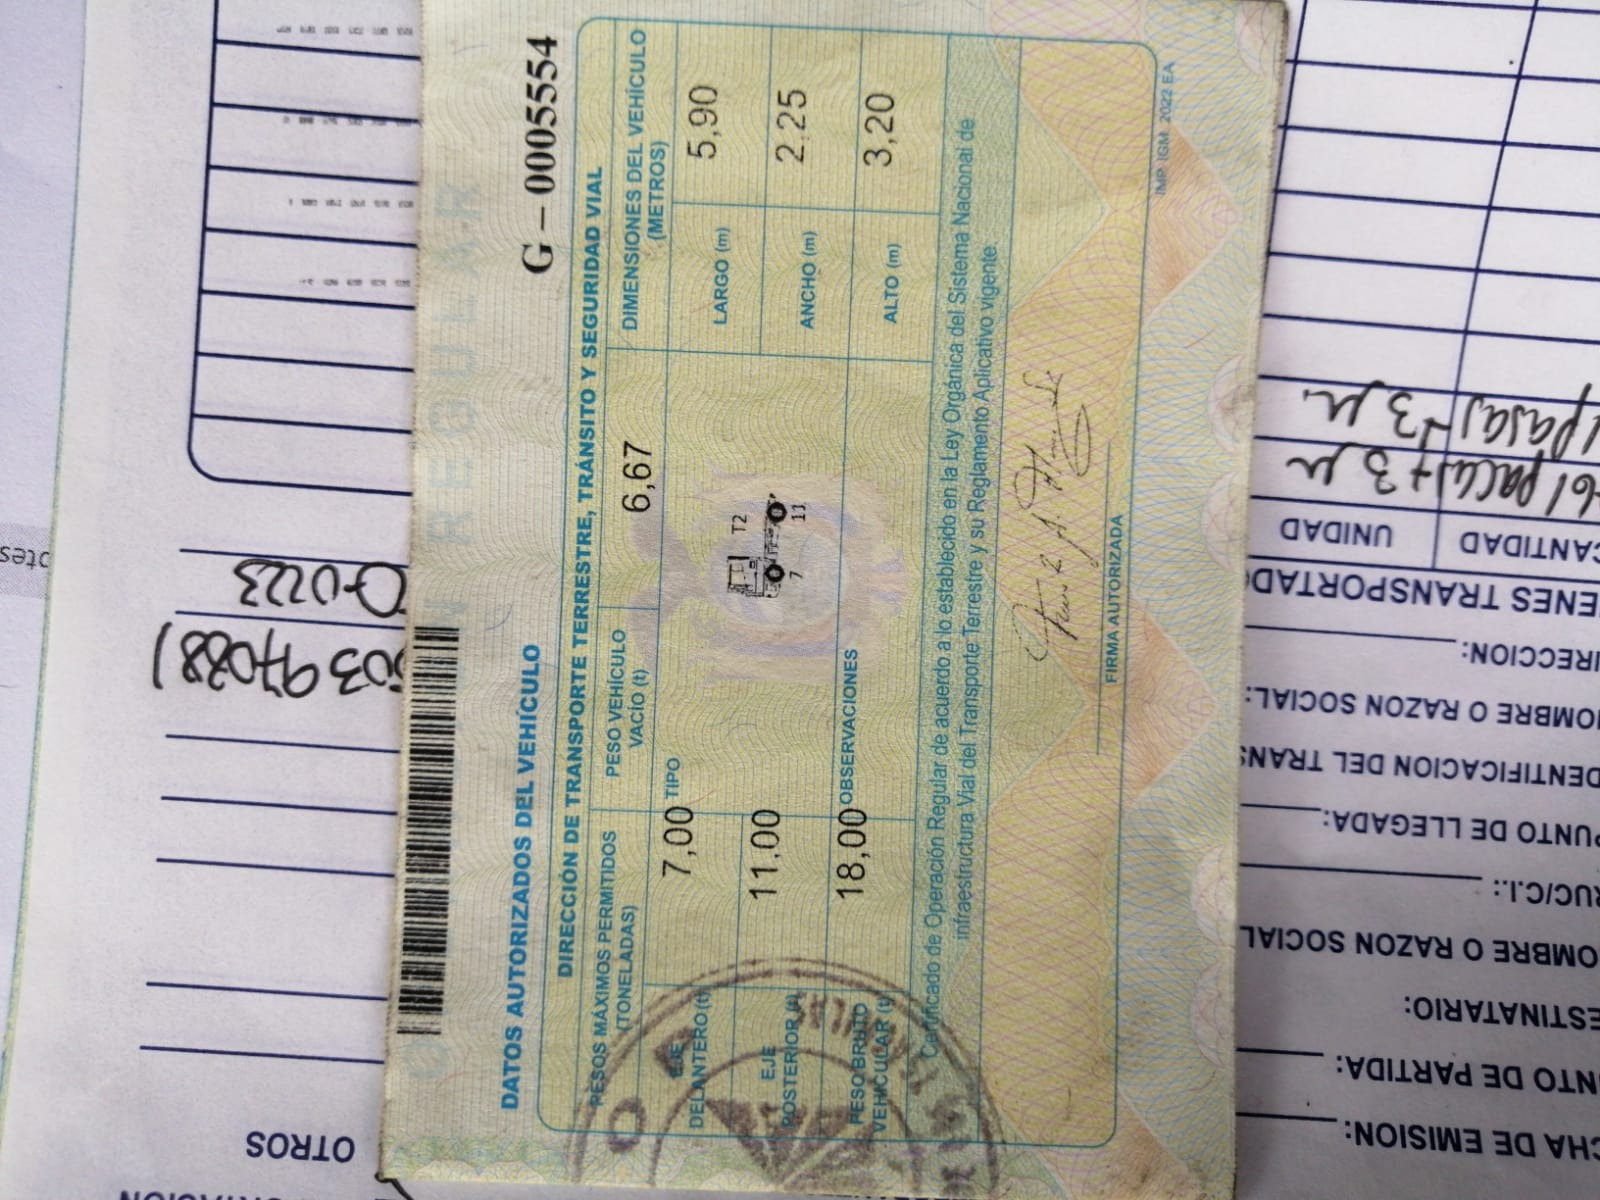 G – 0005554
DATOS AUTORIZADOS DEL VEHÍCULO
DIRECCIÓN DE TRANSPORTE TERRESTRE, TRÁNSITO Y SEGURIDAD VIAL
PESOS MÁXIMOS PERMITIDOS
(TONELADAS)
PESO VEHÍCULO
VACÍO (t)
6,67
DIMENSIONES DEL VEHÍCULO
(METROS)
EJE
DELANTERO (t)
7,00
TIPO
LARGO (m)
5,90
EJE
POSTERIOR (t)
11,00
T2
7
11
ANCHO (m)
2,25
PESO BRUTO
VEHICULAR (t)
18,00
OBSERVACIONES
ALTO (m)
3,20
Certificado de Operación Regular de acuerdo a lo establecido en la Ley Orgánica del Sistema Nacional de
infraestructura Vial del Transporte Terrestre y su Reglamento Aplicativo vigente
FIRMA AUTORIZADA
IMP. IGM. 2022 EA
OTROS
CHA DE EMISION:
NTO DE PARTIDA:
ESTINATARIO:
OMBRE O RAZON SOCIAL
RUC/C.I.:
PUNTO DE LLEGADA:
DENTIFICACION DEL TRANS
OMBRE O RAZON SOCIAL:
IRECCION:
IENES TRANSPORTAD
CANTIDAD
UNIDAD